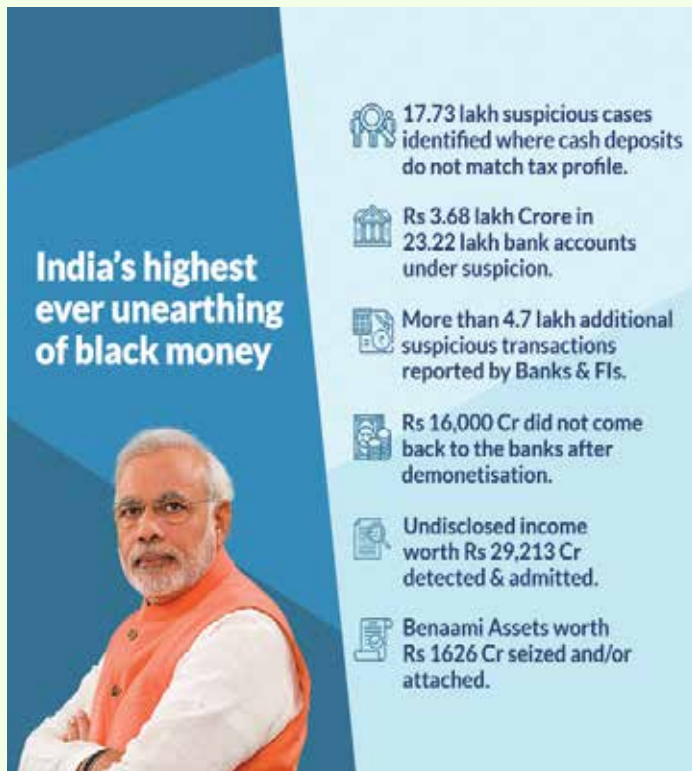 India's highest
ever unearthing
of black money
17.73 lakh suspicious cases
identified where cash deposits
do not match tax profile.
Rs 3.68 lakh Crore in
23.22 lakh bank accounts
under suspicion.
More than 4.7 lakh additional
suspicious transactions
reported by Banks & FIs.
Rs 16,000 Cr did not come
back to the banks after
demonetisation.
Undisclosed income
worth Rs 29,213 Cr
detected & admitted.
Benaami Assets worth
Rs 1626 Cr seized and/or
attached.